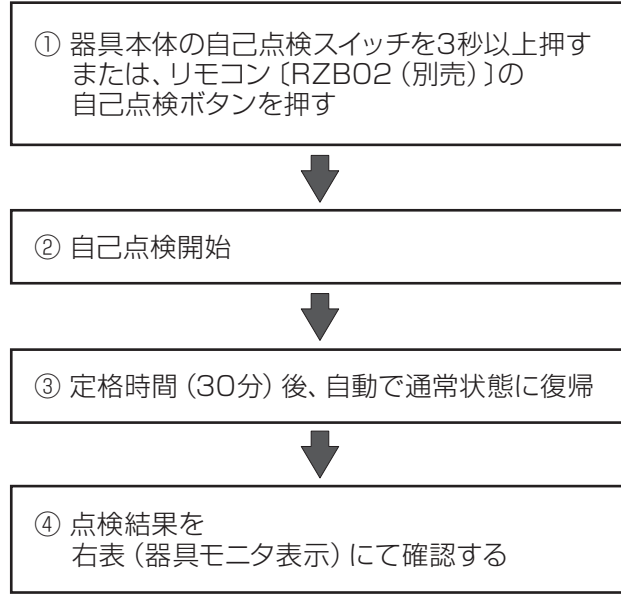 ① 器具本体の自己点検スイッチを3秒以上押す
または、リモコン〔RZB02（別売）〕の
自己点検ボタンを押す
② 自己点検開始
③ 定格時間（30分）後、自動で通常状態に復帰
④ 点検結果を
右表（器具モニタ表示）にて確認する